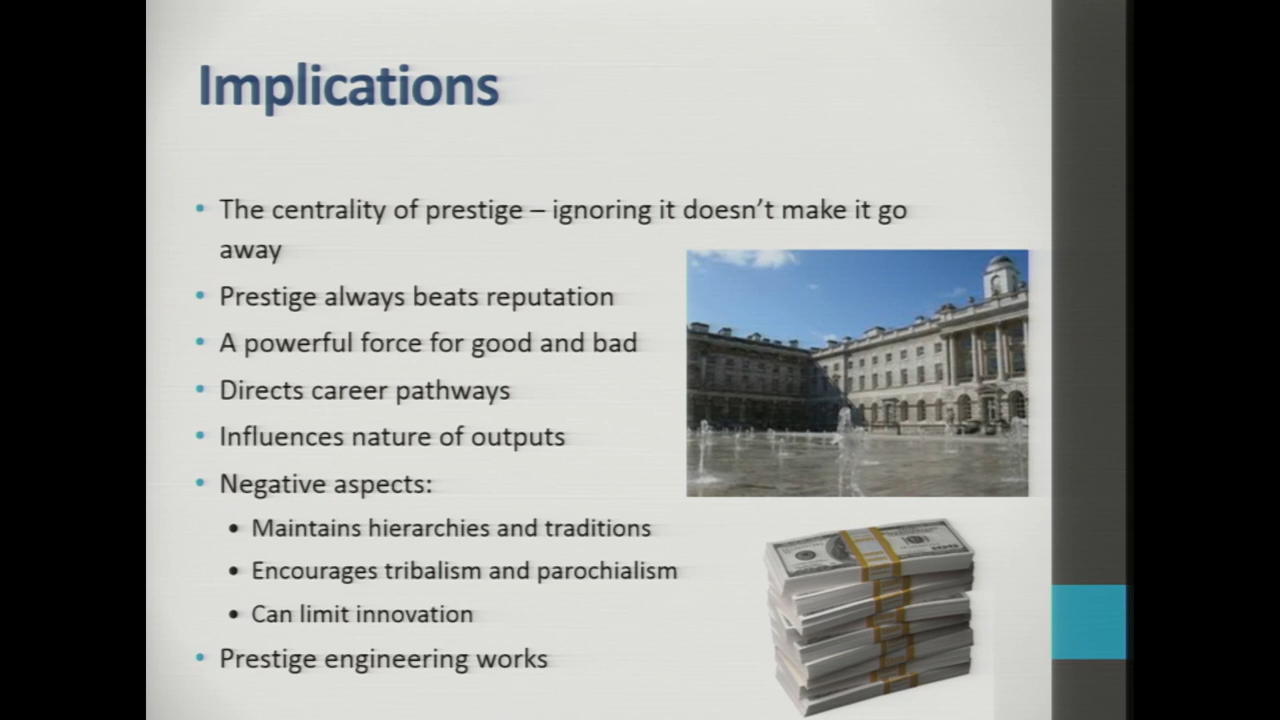 Implications
• The centrality of prestige – ignoring it doesn't make it go
away
• Prestige always beats reputation
• A powerful force for good and bad
• Directs career pathways
• Influences nature of outputs
• Negative aspects:
• Maintains hierarchies and traditions
• Encourages tribalism and parochialism
• Can limit innovation
• Prestige engineering works